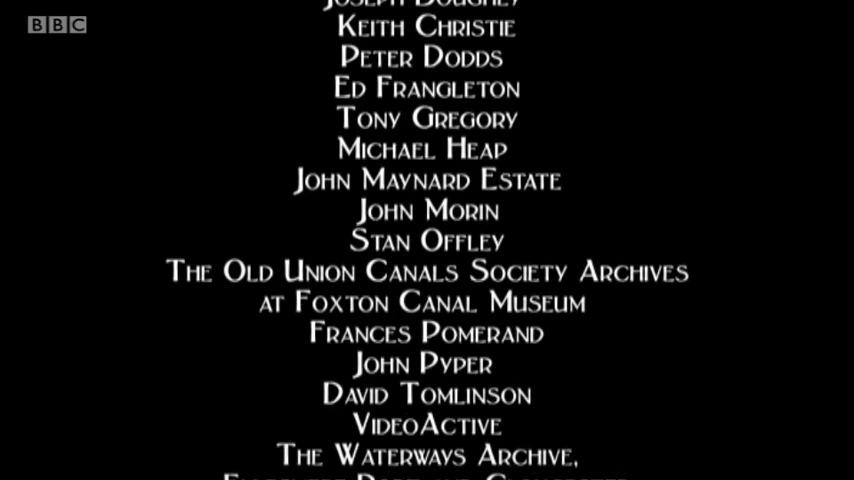 BBC
Joseph Doughey
Keith Christie
Peter Dodds
Ed Frangleton
Tony Gregory
Michael Heap
John Maynard Estate
John Morin
Stan Offley
The Old Union Canals Society Archives
at Foxton Canal Museum
Frances Pomerand
John Pyper
David Tomlinson
VideoActive
The Waterways Archive,